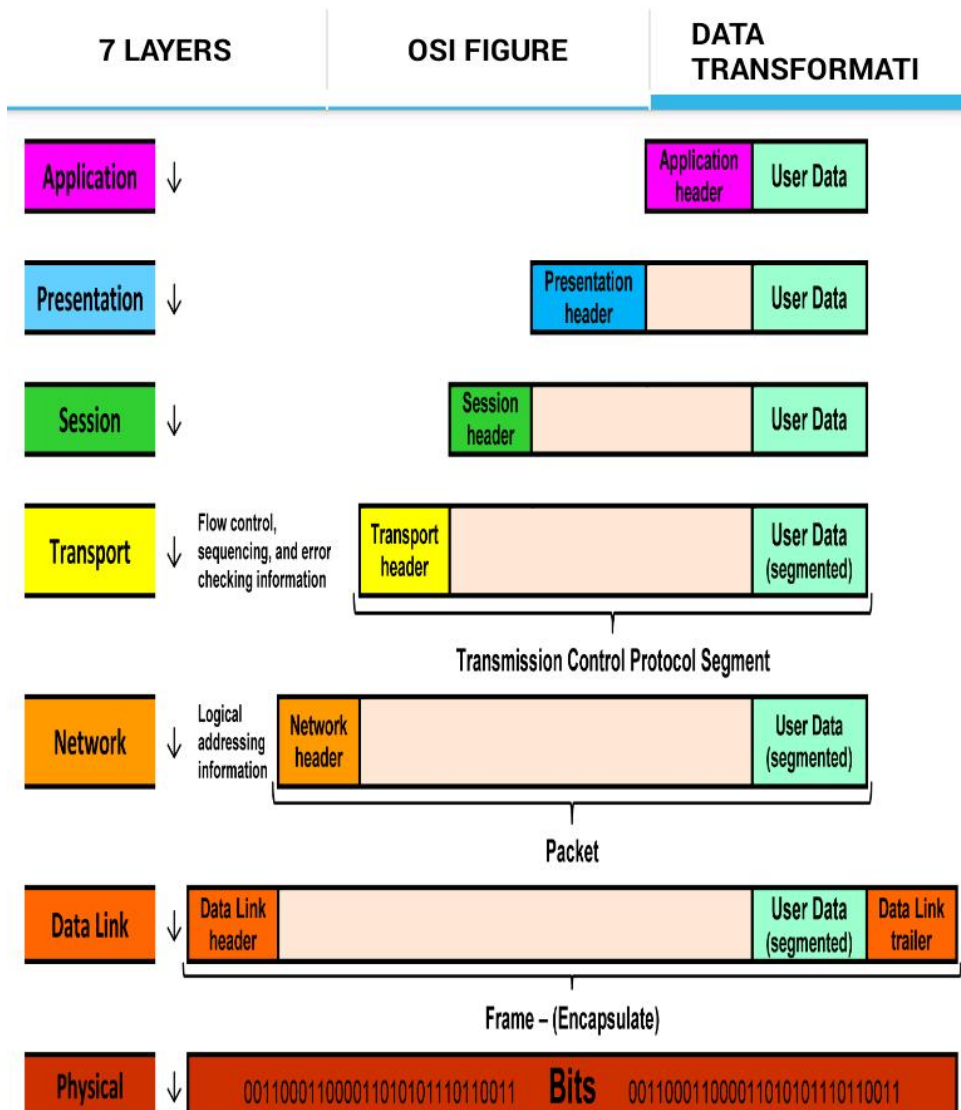 7 LAYERS
OSI FIGURE
DATA
TRANSFORMATI
Application
Application
header
User Data
Presentation
Presentation
header
User Data
Session
Session
header
User Data
Transport
Flow control,
sequencing, and error
checking information
Transport
header
User Data
(segmented)
Transmission Control Protocol Segment
Network
Logical
addressing
information
Network
header
User Data
(segmented)
Packet
Data Link
Data Link
header
User Data
(segmented)
Data Link
trailer
Frame – (Encapsulate)
Physical
001100011000011010101110110011 Bits 001100011000011010101110110011